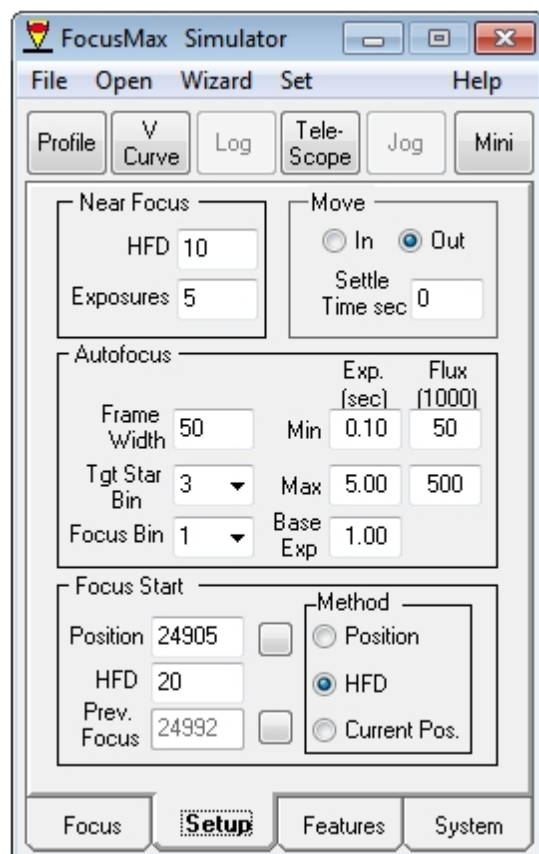 FocusMax Simulator
File Open Wizard Set Help
Profile V Curve Log Tele-Scope Jog Mini
Near Focus
HFD 10
Exposures 5
Move
In Out
Settle
Time sec 0
Autofocus
Exp. Flux
(sec) (1000)
Frame Width 50 Min 0.10 50
Tgt Star Bin 3 Max 5.00 500
Focus Bin 1 Base Exp 1.00
Focus Start
Position 24905
HFD 20
Prev. Focus 24992
Method
Position
HFD
Current Pos.
Focus Setup Features System